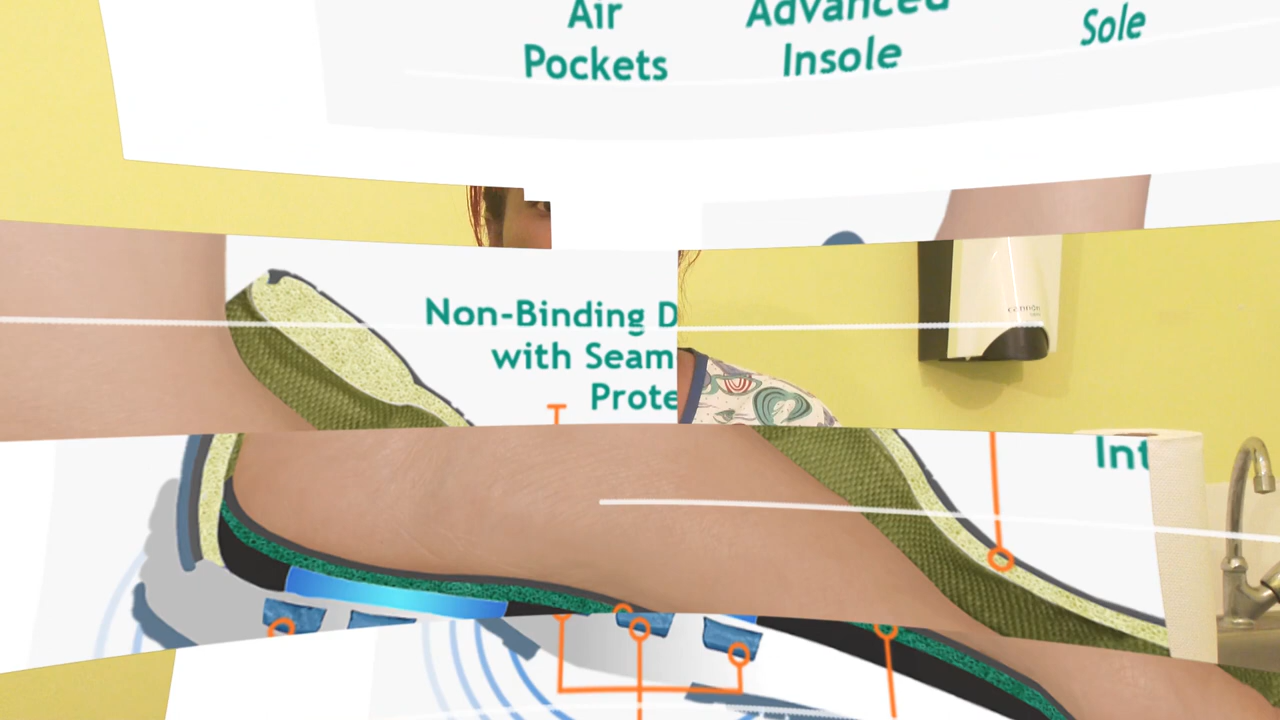 Air
Pockets
Advanced
Insole
Sole
Non-Binding D
with Seam
Prote
Int